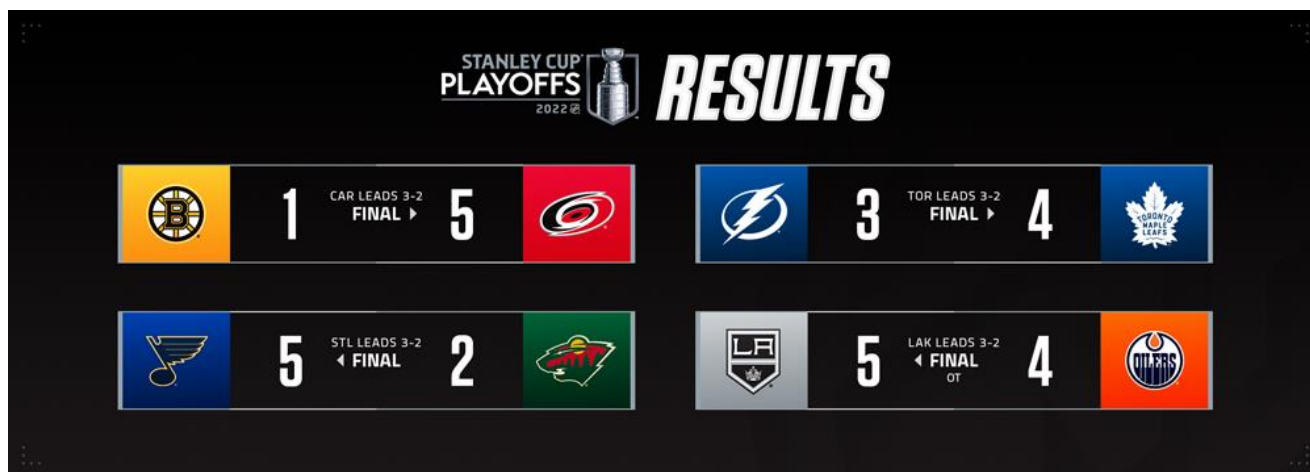 STANLEY CUP
PLAYOFFS
2022
RESULTS
B
1
CAR LEADS 3-2
FINAL
5
3
TOR LEADS 3-2
FINAL
4
TORONTO
MAPLE
LEAFS
5
STL LEADS 3-2
FINAL
2
LA
5
LAK LEADS 3-2
FINAL
OT
4
OILERS